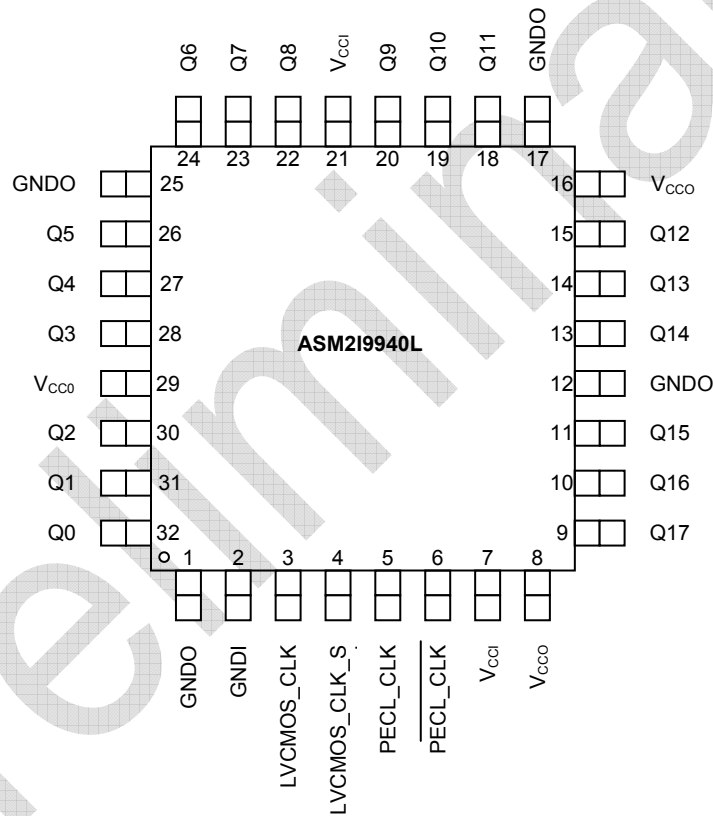 Q6 Q7 Q8 VCCI Q9 Q10 Q11 GNDO
24 23 22 21 20 19 18 17
GNDO 25 16 VCCO
Q5 26 15 Q12
Q4 27 14 Q13
Q3 28 13 Q14
ASM2I9940L
VCC0 29 12 GNDO
Q2 30 11 Q15
Q1 31 10 Q16
Q0 32 9 Q17
1 2 3 4 5 6 7 8
GNDO GNDI LVCMOS_CLK LVCMOS_CLK_S PECL_CLK PECL_CLK VCCI VCCO
elimina